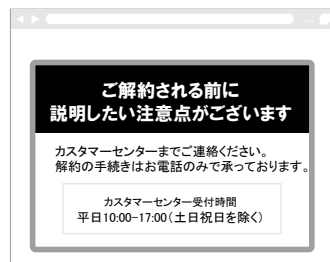 ご解約される前に
説明したい注意点がございます
カスタマーセンターまでご連絡ください。
解約の手続きはお電話のみで承っております。
カスタマーセンター受付時間
平日10:00-17:00（土日祝日を除く）